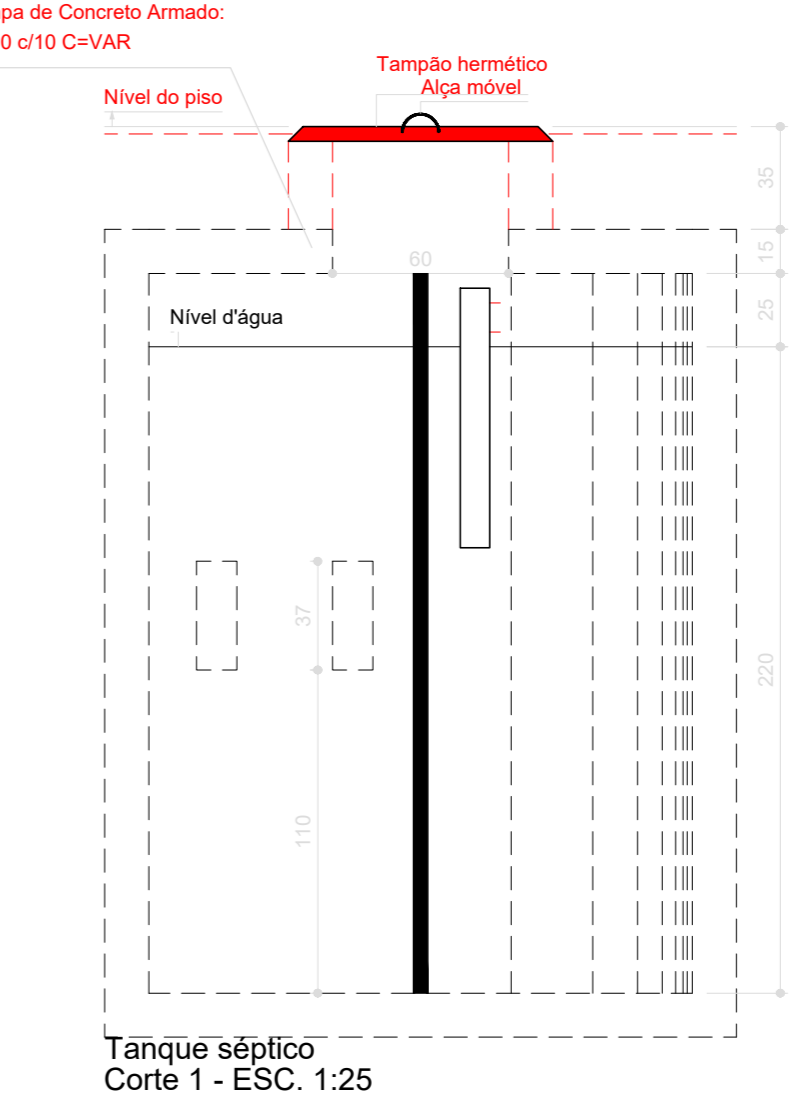 pa de Concreto Armado:
0 c/10 C=VAR
Tampão hermético
Alça móvel
Nível do piso
35
15
60
25
Nível d'água
37
220
110
Tanque séptico
Corte 1 - ESC. 1:25